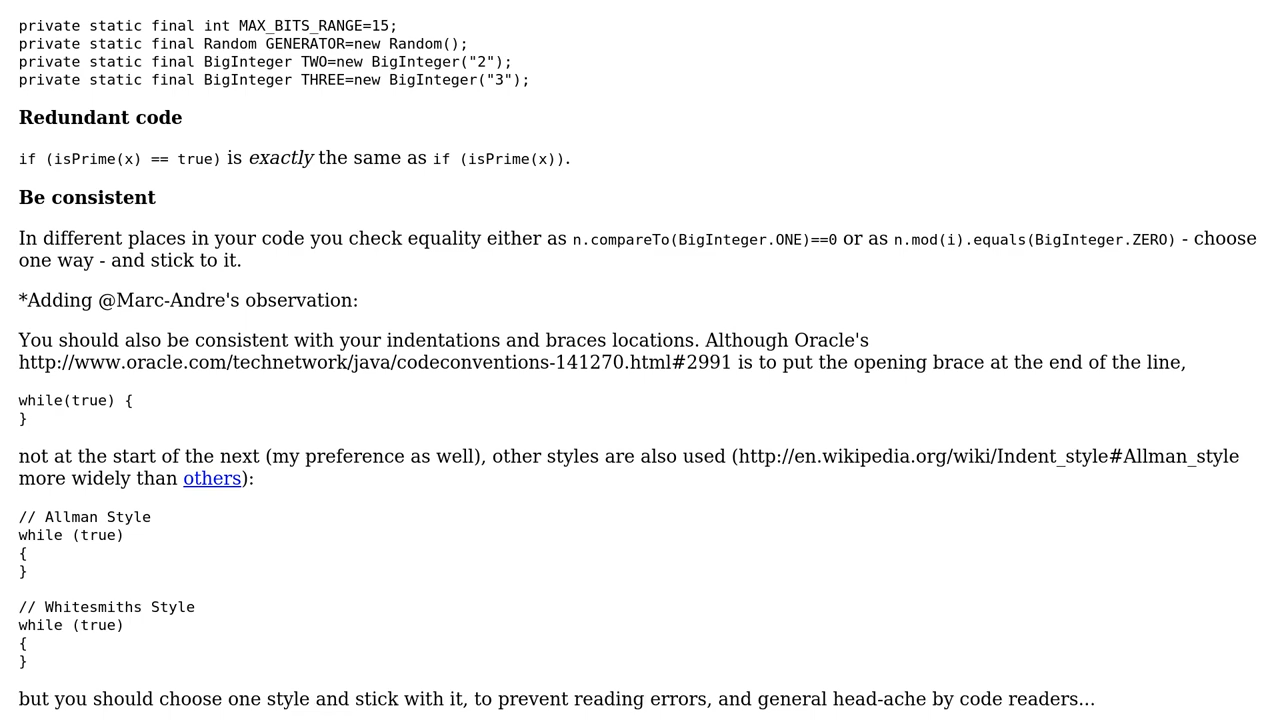 private static final int MAX_BITS_RANGE=15;
private static final Random GENERATOR=new Random();
private static final BigInteger TWO=new BigInteger("2");
private static final BigInteger THREE=new BigInteger("3");
Redundant code
if (isPrime(x) == true) is exactly the same as if (isPrime(x)).
Be consistent
In different places in your code you check equality either as n.compareTo(BigInteger.ONE)==0 or as n.mod(i).equals(BigInteger.ZERO) - choose
one way - and stick to it.
*Adding @Marc-Andre's observation:
You should also be consistent with your indentations and braces locations. Although Oracle's
http://www.oracle.com/technetwork/java/codeconventions-141270.html#2991 is to put the opening brace at the end of the line,
while(true) {
}
not at the start of the next (my preference as well), other styles are also used (http://en.wikipedia.org/wiki/Indent_style#Allman_style
more widely than others):
// Allman Style
while (true)
{
}
// Whitesmiths Style
while (true)
{
}
but you should choose one style and stick with it, to prevent reading errors, and general head-ache by code readers...